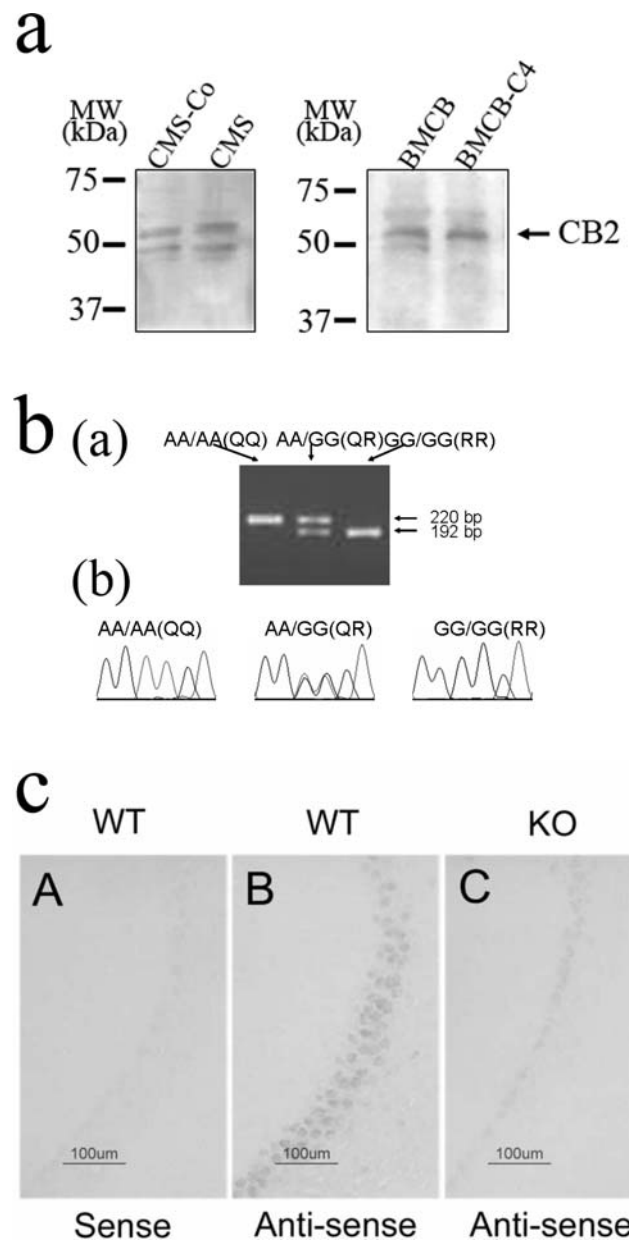 a
MW (kDa) CMS-Co CMS
75
50
37
MW (kDa) BMCB BMCB-C4
75
50
37
CB2
b
(a)
AA/AA(QQ) AA/GG(QR)GG/GG(RR)
220 bp
192 bp
(b)
AA/AA(QQ) AA/GG(QR) GG/GG(RR)
c
WT WT KO
A B C
100um 100um 100um
Sense Anti-sense Anti-sense